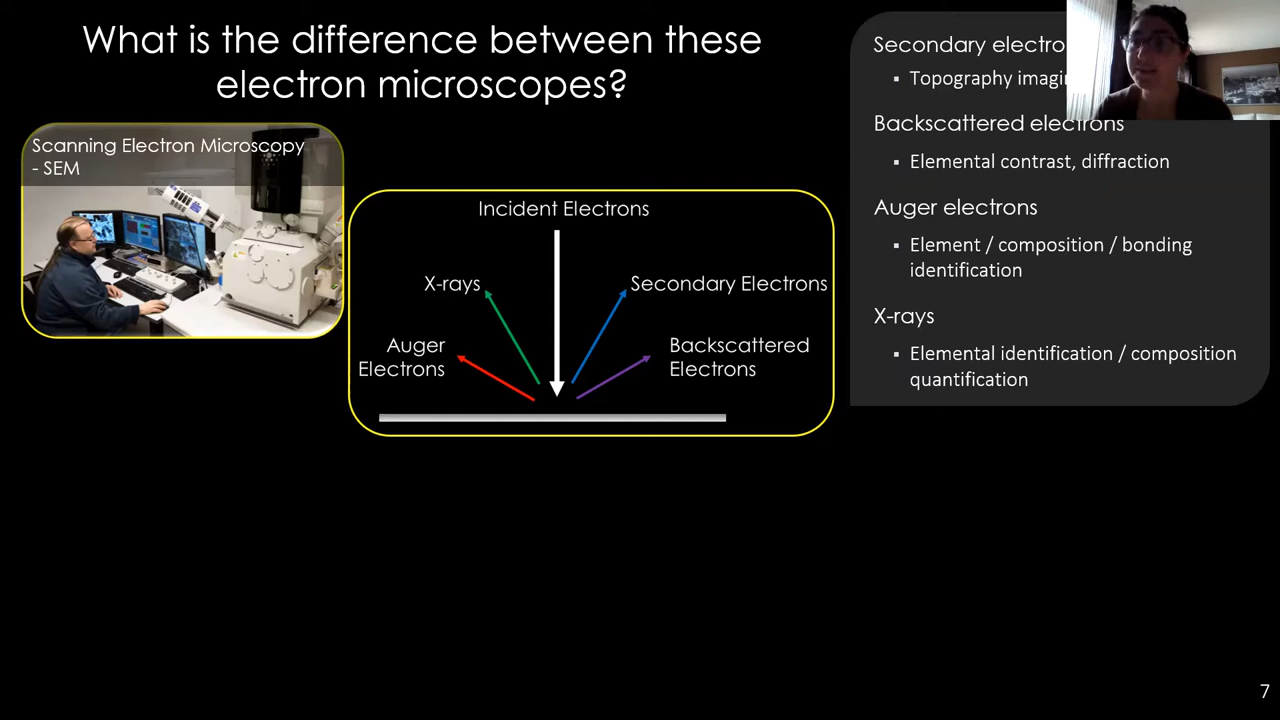 What is the difference between these
electron microscopes?
Scanning Electron Microscopy
- SEM
Incident Electrons
X-rays
Secondary Electrons
Auger
Electrons
Backscattered
Electrons
Secondary
▪ Topography
Backscattered electrons
▪ Elemental contrast, diffraction
Auger electrons
▪ Element / composition / bonding
identification
X-rays
▪ Elemental identification / composition
quantification
7